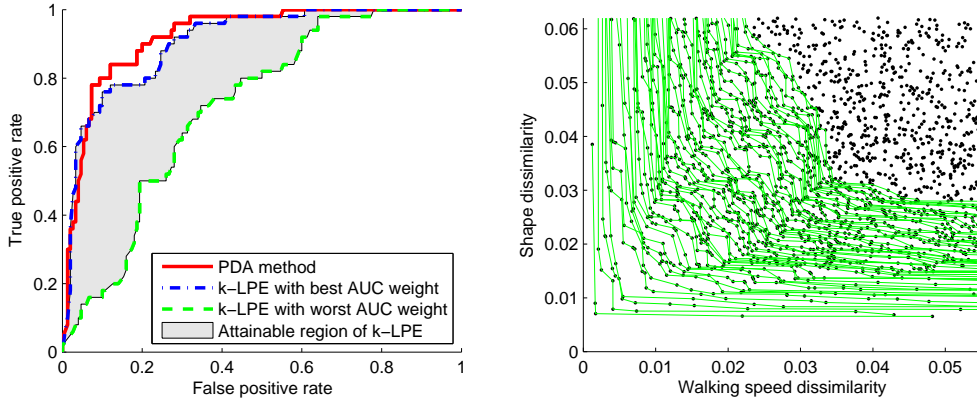 1
0.8
0.6
0.4
0.2
0
0 0.2 0.4 0.6 0.8 1
True positive rate
False positive rate
PDA method
k−LPE with best AUC weight
k−LPE with worst AUC weight
Attainable region of k−LPE
0.06
0.05
0.04
0.03
0.02
0.01
0
0 0.01 0.02 0.03 0.04 0.05
Shape dissimilarity
Walking speed dissimilarity